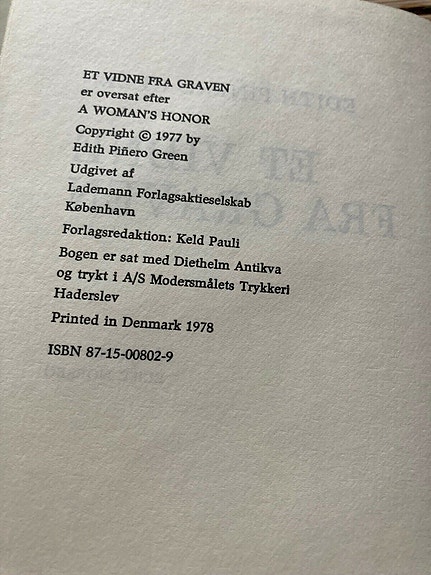 ET VIDNE FRA GRAVEN
er oversat efter
A WOMAN'S HONOR
Copyright © 1977 by
Edith Piñero Green
Udgivet af
Lademann Forlagsaktieselskab
København
Forlagsredaktion: Keld Pauli
Bogen er sat med Diethelm Antikva
og trykt i A/S Modersmålets Trykkeri
Haderslev
Printed in Denmark 1978
ISBN 87-15-00802-9